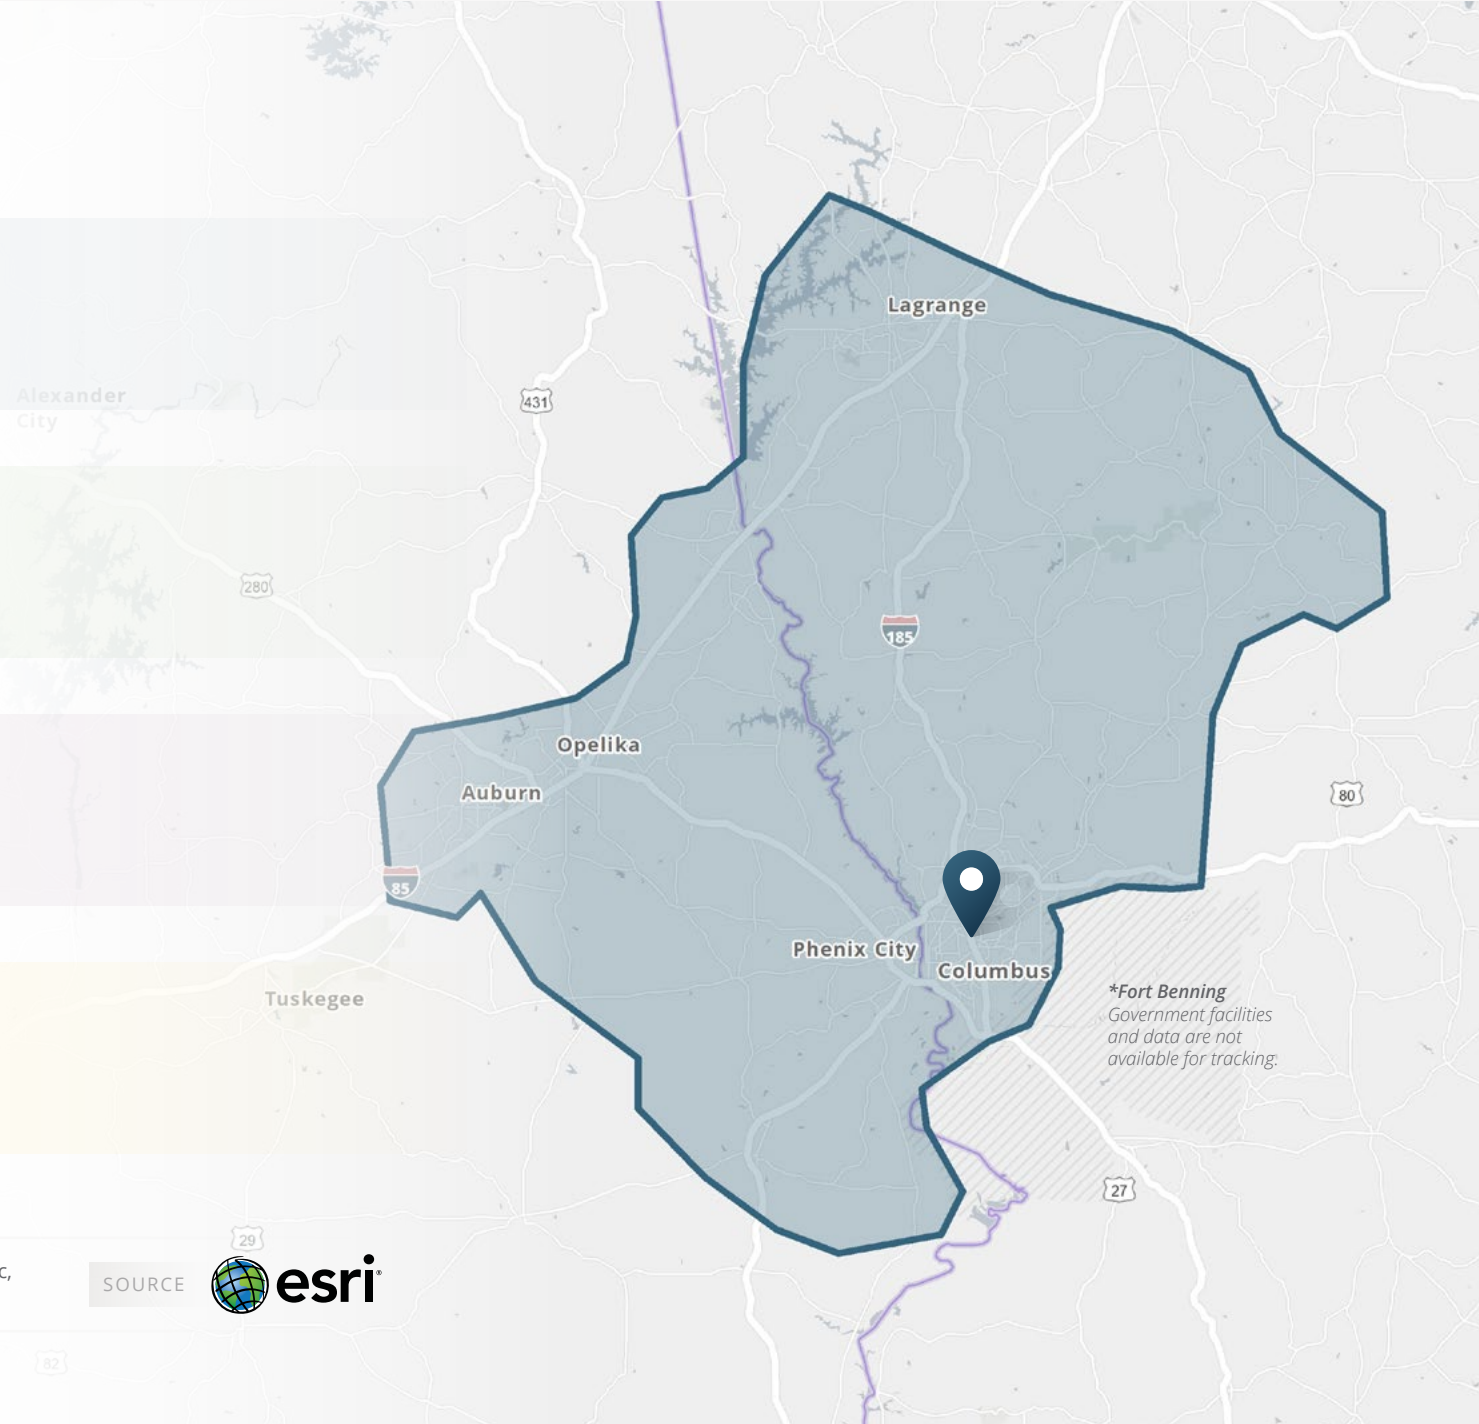 Lagrange
Alexander
City
431
280
185
Opelika
Auburn
80
85
Phenix City
Columbus
*Fort Benning
Government facilities
and data are not
available for tracking.
Tuskegee
27
29
c,
SOURCE
esri
82